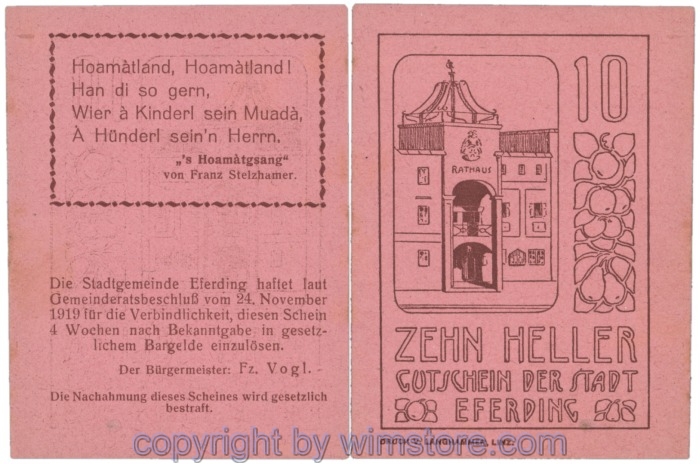 Hoamàtland, Hoamàtland!
Han di so gern,
Wier à Kinderl sein Muadà,
À Hünderl sein'n Herrn.
„'s Hoamàtgsang“
von Franz Stelzhamer.
Die Stadtgemeinde Eferding haftet laut
Gemeinderatsbeschluß vom 24. November
1919 für die Verbindlichkeit, diesen Schein
4 Wochen nach Bekanntgabe in gesetz-
lichem Bargelde einzulösen.
Der Bürgermeister: Fz. Vogl.
Die Nachahmung dieses Scheines wird gesetzlich
bestraft.
10
RATHAUS
ZEHN HELLER
GUTSCHEIN DER STADT
EFERDING
DRUCK V. LANGHAMMER, LINZ.
copyright by wimstore.com